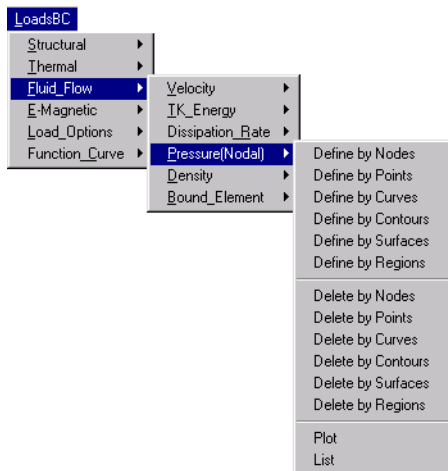 LoadsBC
Structural
Thermal
Fluid_Flow
E-Magnetic
Load_Options
Function_Curve
Velocity
TK_Energy
Dissipation_Rate
Pressure(Nodal)
Density
Bound_Element
Define by Nodes
Define by Points
Define by Curves
Define by Contours
Define by Surfaces
Define by Regions
Delete by Nodes
Delete by Points
Delete by Curves
Delete by Contours
Delete by Surfaces
Delete by Regions
Plot
List